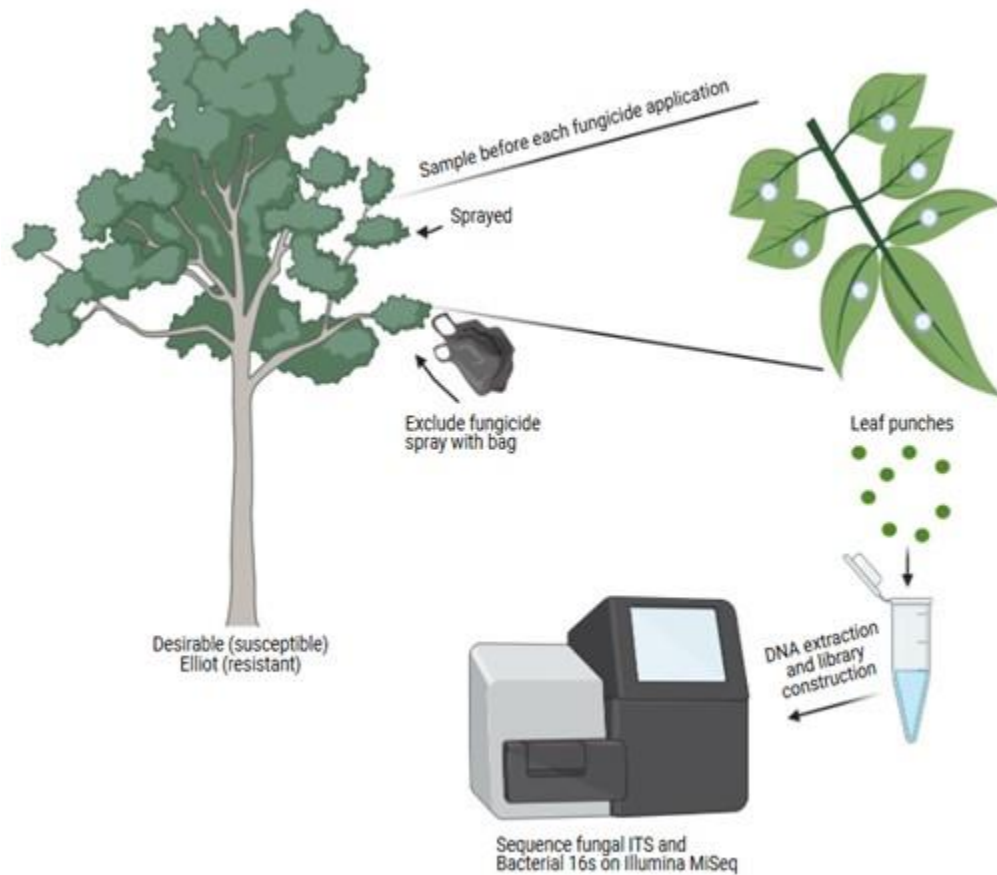 Sample before each fungicide application
Sprayed
Exclude fungicide
spray with bag
Leaf punches
Desirable (susceptible)
Elliot (resistant)
DNA extraction
and library
construction
Sequence fungal ITS and
Bacterial 16s on Illumina MiSeq